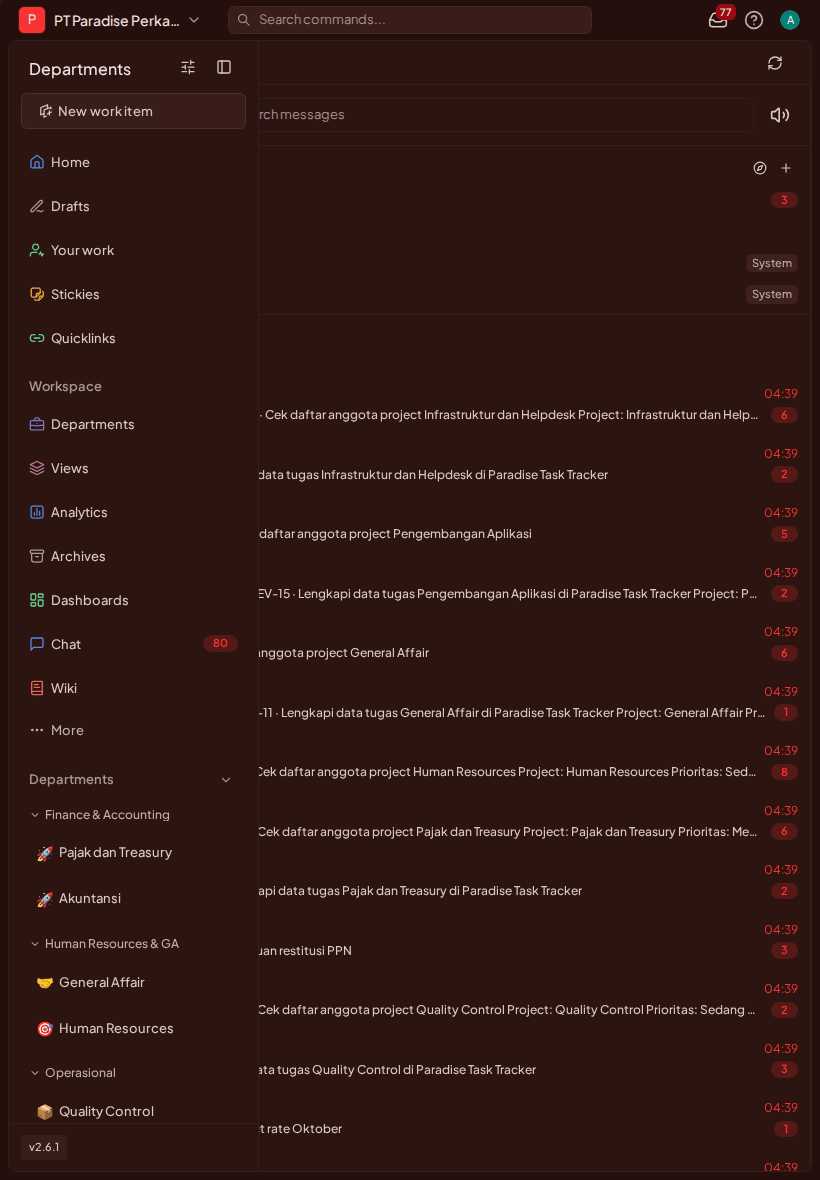 P PT Paradise Perka...
Search commands...
77
A
Departments
New work item
rch messages
Home
Drafts
3
Your work
System
Stickies
System
Quicklinks
Workspace
04:39
Departments
· Cek daftar anggota project Infrastruktur dan Helpdesk Project: Infrastruktur dan Help... 6
04:39
Views
data tugas Infrastruktur dan Helpdesk di Paradise Task Tracker 2
Analytics
04:39
daftar anggota project Pengembangan Aplikasi 5
Archives
04:39
EV-15 · Lengkapi data tugas Pengembangan Aplikasi di Paradise Task Tracker Project: P... 2
Dashboards
04:39
Chat 80
anggota project General Affair 6
Wiki
04:39
-11 · Lengkapi data tugas General Affair di Paradise Task Tracker Project: General Affair Pr... 1
More
04:39
Cek daftar anggota project Human Resources Project: Human Resources Prioritas: Sed... 8
Departments
04:39
Finance & Accounting
Cek daftar anggota project Pajak dan Treasury Project: Pajak dan Treasury Prioritas: Me... 6
Pajak dan Treasury
04:39
api data tugas Pajak dan Treasury di Paradise Task Tracker 2
Akuntansi
04:39
Human Resources & GA
uan restitusi PPN 3
General Affair
04:39
Cek daftar anggota project Quality Control Project: Quality Control Prioritas: Sedang ... 2
Human Resources
04:39
Operasional
ata tugas Quality Control di Paradise Task Tracker 3
04:39
Quality Control
ct rate Oktober 1
v2.6.1
04:39